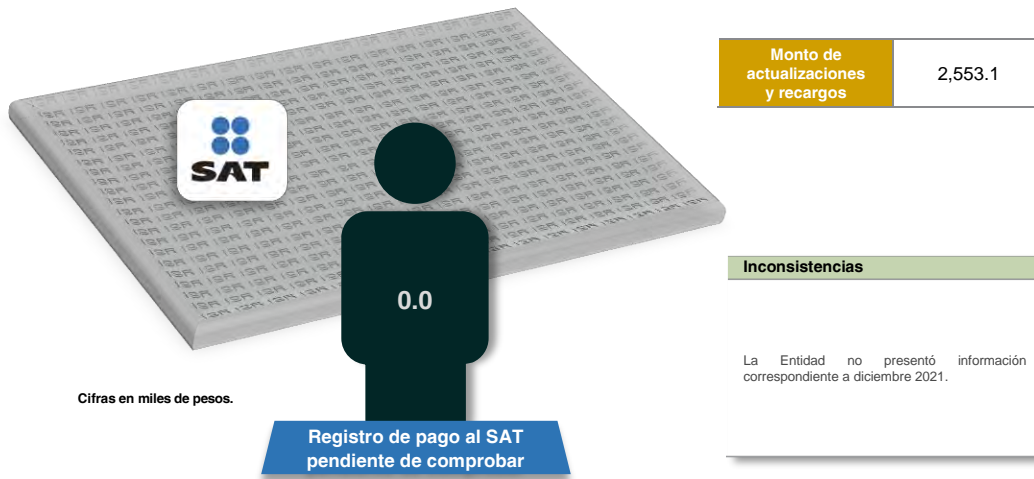 SAT
0.0
Cifras en miles de pesos.
Registro de pago al SAT
pendiente de comprobar
Monto de
actualizaciones
y recargos
2,553.1
Inconsistencias
La Entidad no presentó información
correspondiente a diciembre 2021.